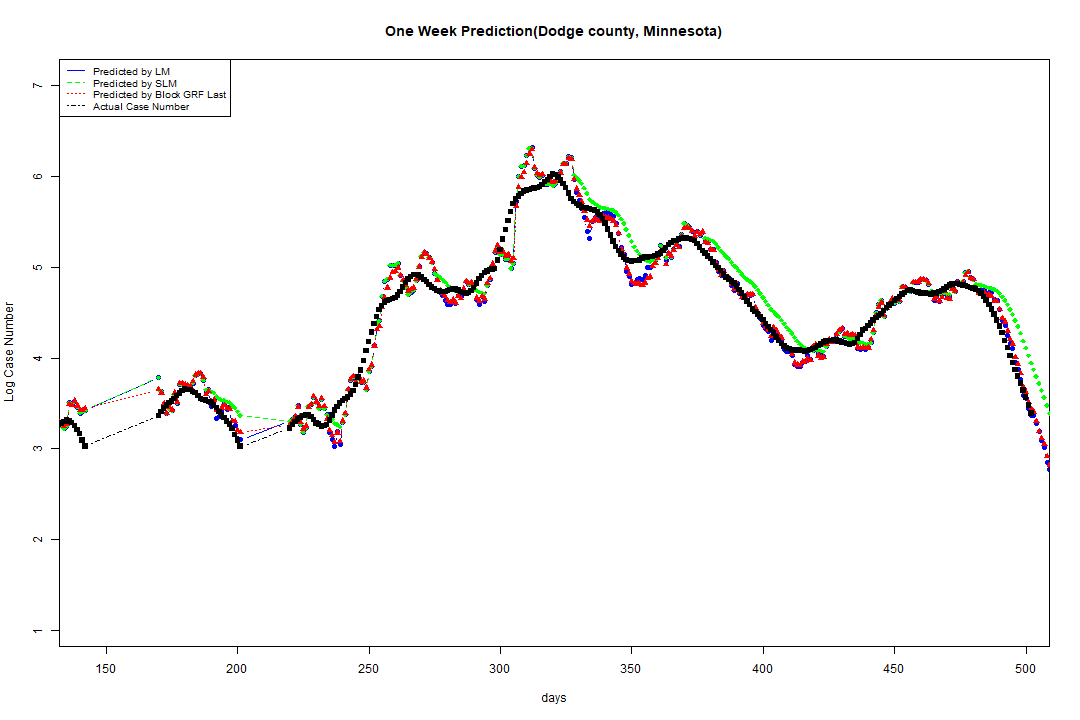 One Week Prediction(Dodge county, Minnesota)
Predicted by LM
Predicted by SLM
Predicted by Block GRF Last
Actual Case Number
7
6
5
4
3
2
1
Log Case Number
150 200 250 300 350 400 450 500
days